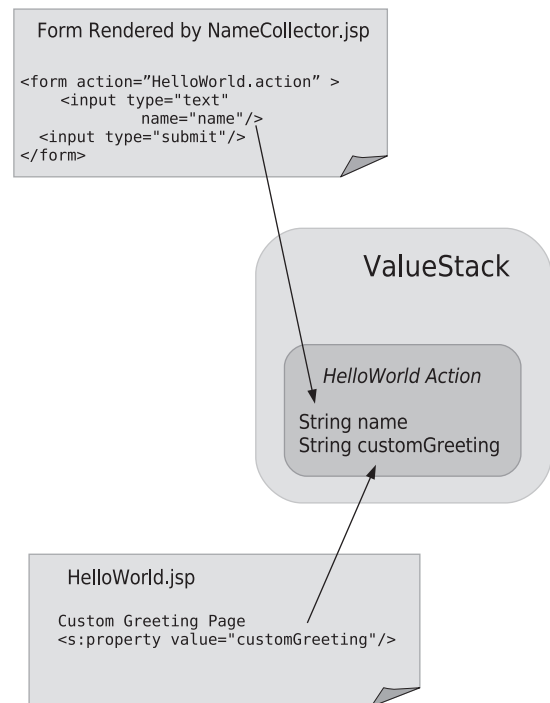 Form Rendered by NameCollector.jsp
<form action=”HelloWorld.action” >
<input type="text"
name="name"/>
<input type="submit"/>
</form>
ValueStack
HelloWorld Action
String name
String customGreeting
HelloWorld.jsp
Custom Greeting Page
<s:property value="customGreeting"/>